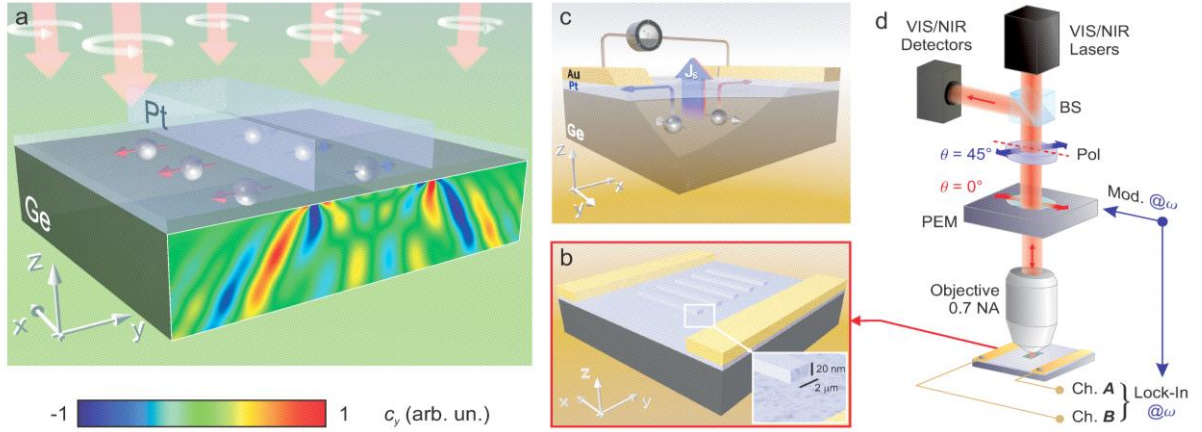 a
Pt
Ge
z
x
y
-1
1
c_y (arb. un.)
c
Au
Pt
J_s
Ge
z
x
y
b
z
x
y
20 nm
2 μm
d
VIS/NIR
Detectors
VIS/NIR
Lasers
BS
θ = 45°
Pol
θ = 0°
Mod. @ω
PEM
Objective
0.7 NA
Ch. A
Ch. B
Lock-In
@ω